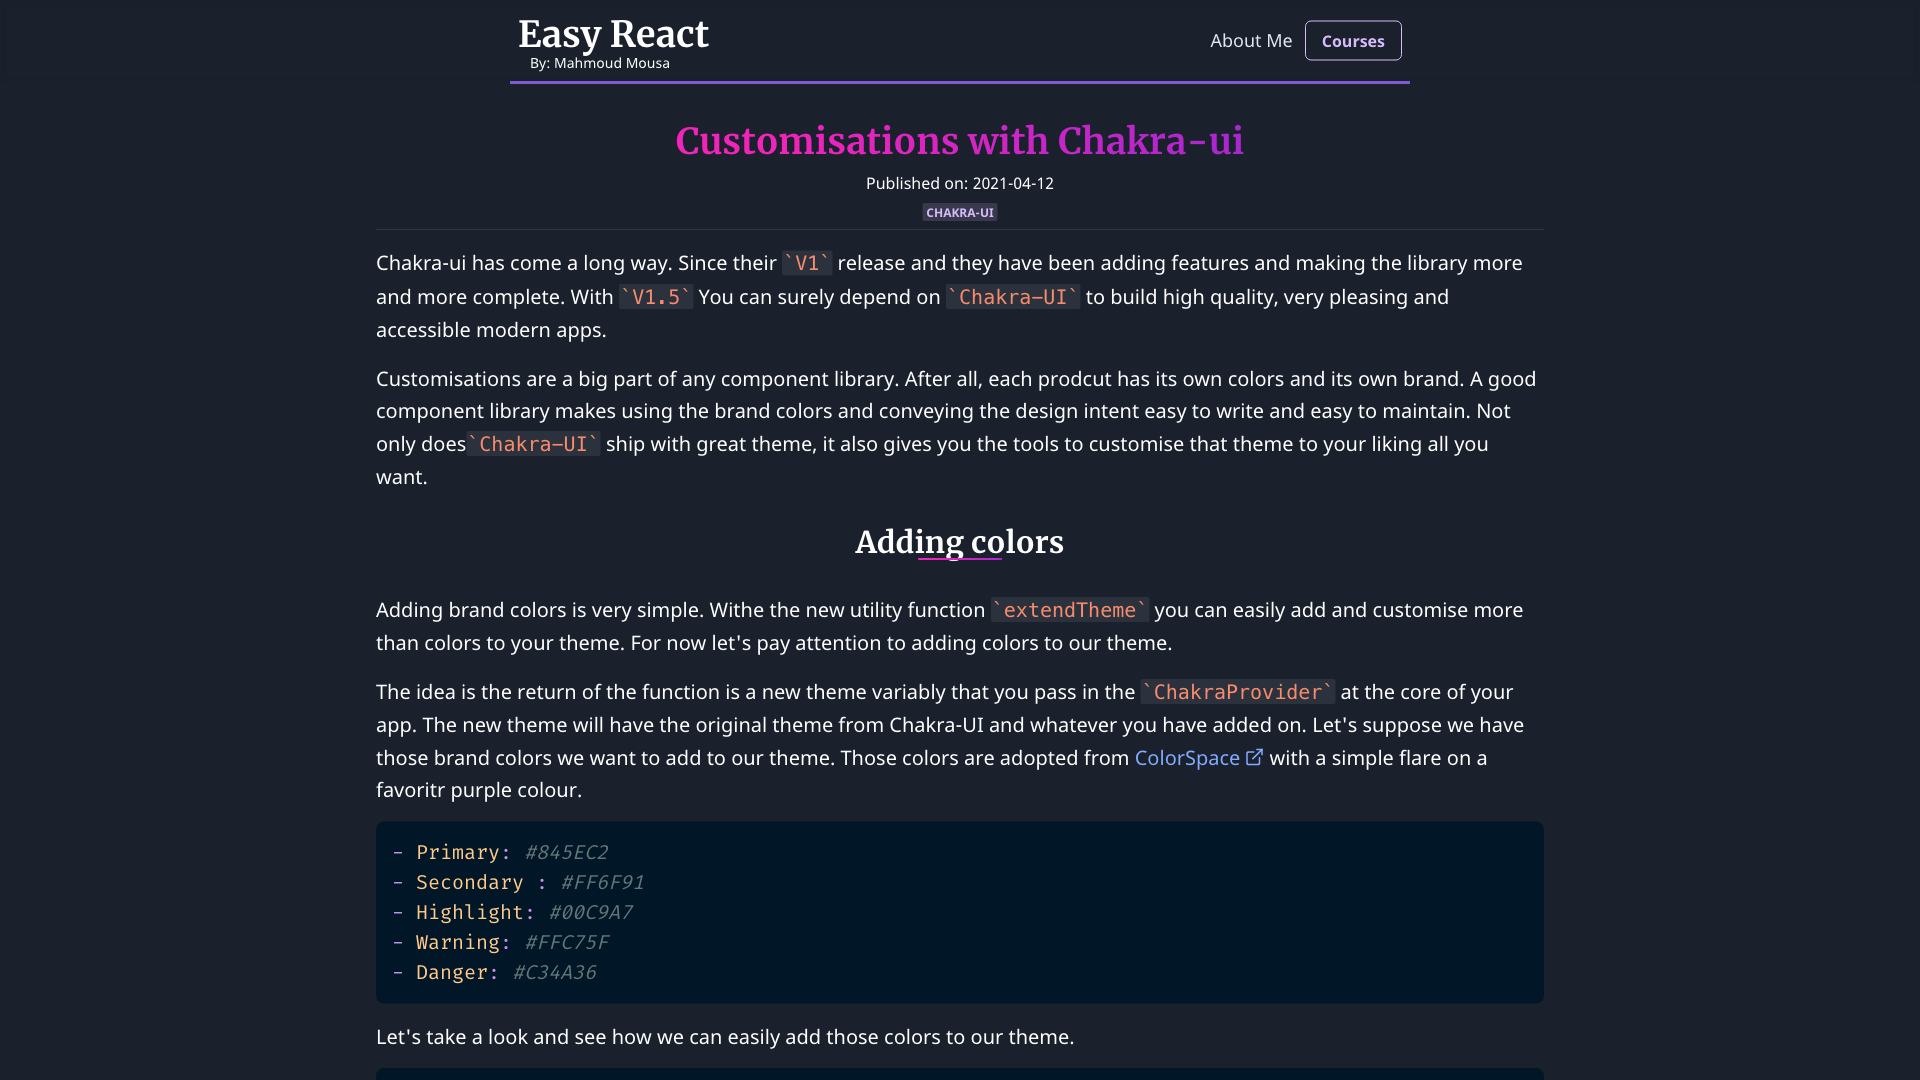 Easy React
By: Mahmoud Mousa
About Me
Courses
Customisations with Chakra-ui
Published on: 2021-04-12
CHAKRA-UI
Chakra-ui has come a long way. Since their `V1` release and they have been adding features and making the library more
and more complete. With `V1.5` You can surely depend on `Chakra-UI` to build high quality, very pleasing and
accessible modern apps.
Customisations are a big part of any component library. After all, each prodcut has its own colors and its own brand. A good
component library makes using the brand colors and conveying the design intent easy to write and easy to maintain. Not
only does`Chakra-UI` ship with great theme, it also gives you the tools to customise that theme to your liking all you
want.
Adding colors
Adding brand colors is very simple. Withe the new utility function `extendTheme` you can easily add and customise more
than colors to your theme. For now let's pay attention to adding colors to our theme.
The idea is the return of the function is a new theme variably that you pass in the `ChakraProvider` at the core of your
app. The new theme will have the original theme from Chakra-UI and whatever you have added on. Let's suppose we have
those brand colors we want to add to our theme. Those colors are adopted from ColorSpace with a simple flare on a
favoritr purple colour.
- Primary: #845EC2
- Secondary : #FF6F91
- Highlight: #00C9A7
- Warning: #FFC75F
- Danger: #C34A36
Let's take a look and see how we can easily add those colors to our theme.